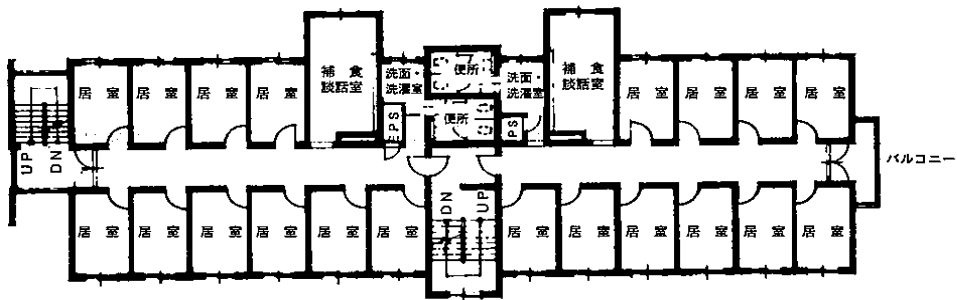 補 食
談話室
洗面・
洗濯室
便所
洗面・
洗濯室
補 食
談話室
居 室
居 室
居 室
居 室
居 室
居 室
居 室
居 室
EPS
便所
PS
UP
DN
バルコニー
DN
UP
居 室
居 室
居 室
居 室
居 室
居 室
居 室
居 室
居 室
居 室
居 室
居 室